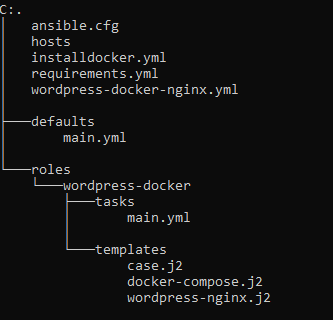 C:.
│   ansible.cfg
│   hosts
│   installdocker.yml
│   requirements.yml
│   wordpress-docker-nginx.yml
│
├───defaults
│       main.yml
│
└───roles
    └───wordpress-docker
        ├───tasks
        │       main.yml
        │
        └───templates
                case.j2
                docker-compose.j2
                wordpress-nginx.j2